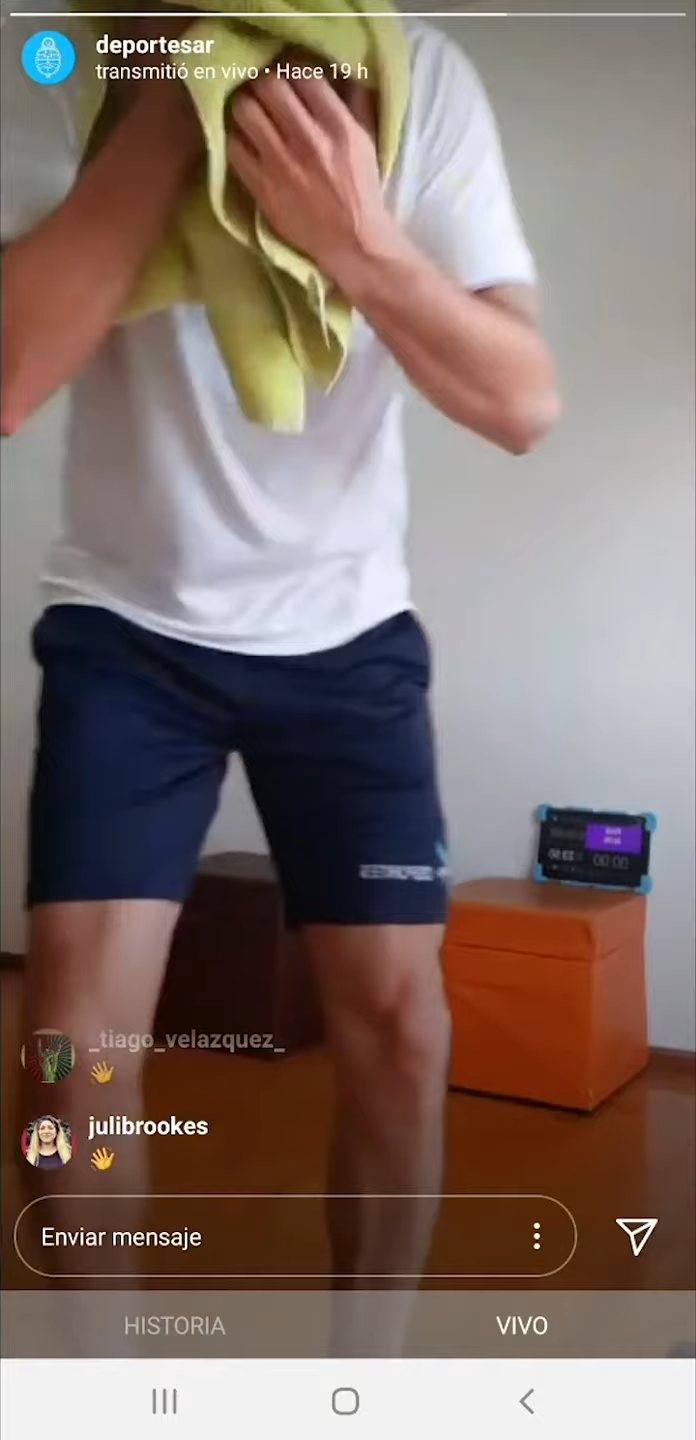 deportesar
transmitió en vivo • Hace 19 h
_tiago_velazquez_
👋
julibrookes
👋
Enviar mensaje
HISTORIA
VIVO